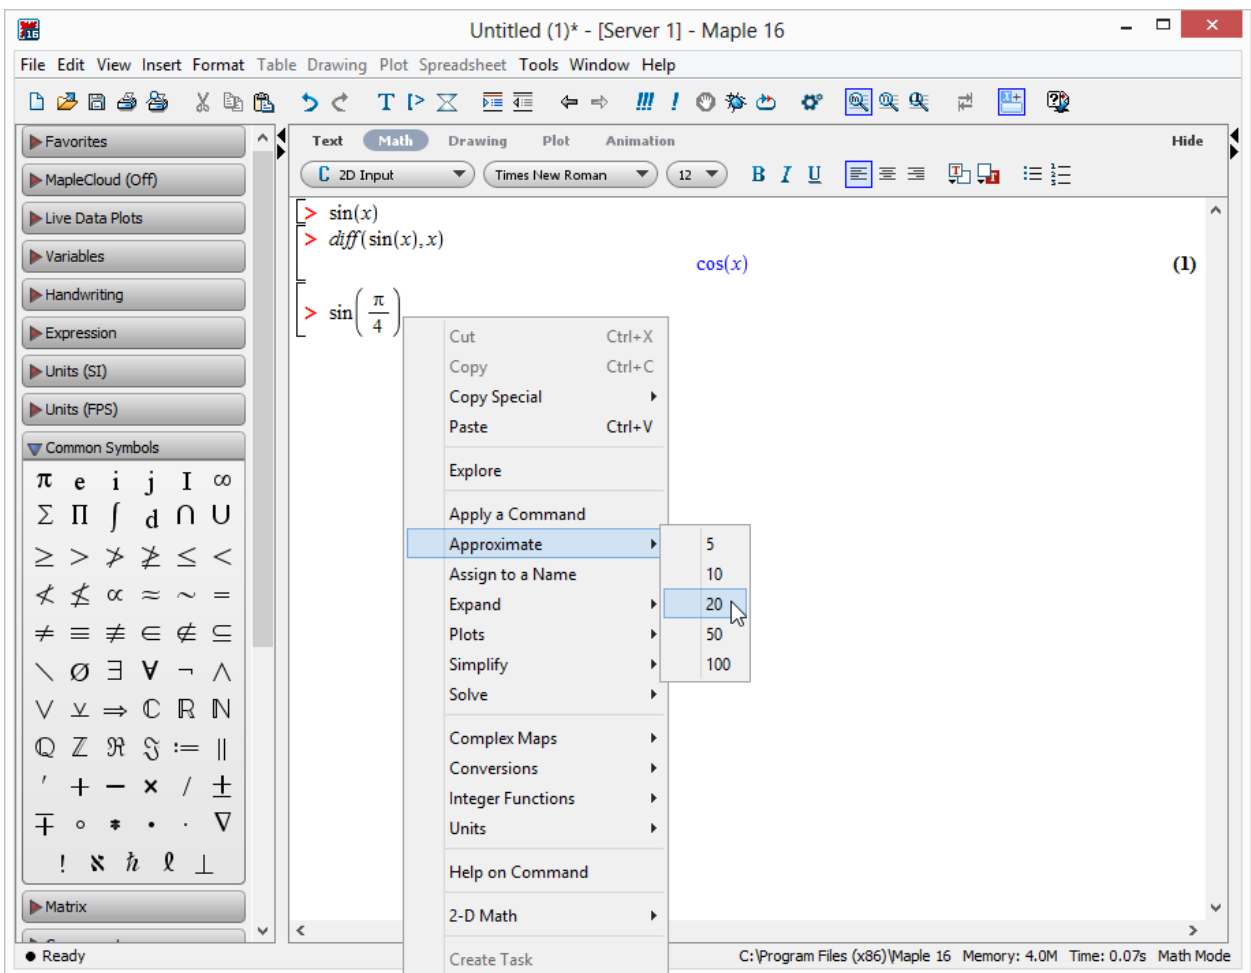 16
Untitled (1)* - [Server 1] - Maple 16
File Edit View Insert Format Table Drawing Plot Spreadsheet Tools Window Help
Favorites
MapleCloud (Off)
Live Data Plots
Variables
Handwriting
Expression
Units (SI)
Units (FPS)
Common Symbols
π e i j I ∞
Σ Π ∫ d ∩ ∪
≥ > ≯ ≱ ≤ <
≮ ≰ ∝ ≈ ~ =
≠ ≡ ≢ ∈ ∉ ⊆
\ Ø ∃ ∀ ¬ ∧
∨ ⊻ ⇒ ℂ ℝ ℕ
ℚ ℤ ℜ ℑ := ∥
′ + − × / ±
∓ ∘ * • · ∇
! ℵ ℏ ℓ ⊥
Matrix
Text Math Drawing Plot Animation Hide
C 2D Input Times New Roman 12 B I U
> sin(x)
> diff(sin(x), x)
cos(x) (1)
> sin(π/4)
Cut Ctrl+X
Copy Ctrl+C
Copy Special
Paste Ctrl+V
Explore
Apply a Command
Approximate
Assign to a Name
Expand
Plots
Simplify
Solve
Complex Maps
Conversions
Integer Functions
Units
Help on Command
2-D Math
Create Task
5
10
20
50
100
Ready C:\Program Files (x86)\Maple 16 Memory: 4.0M Time: 0.07s Math Mode